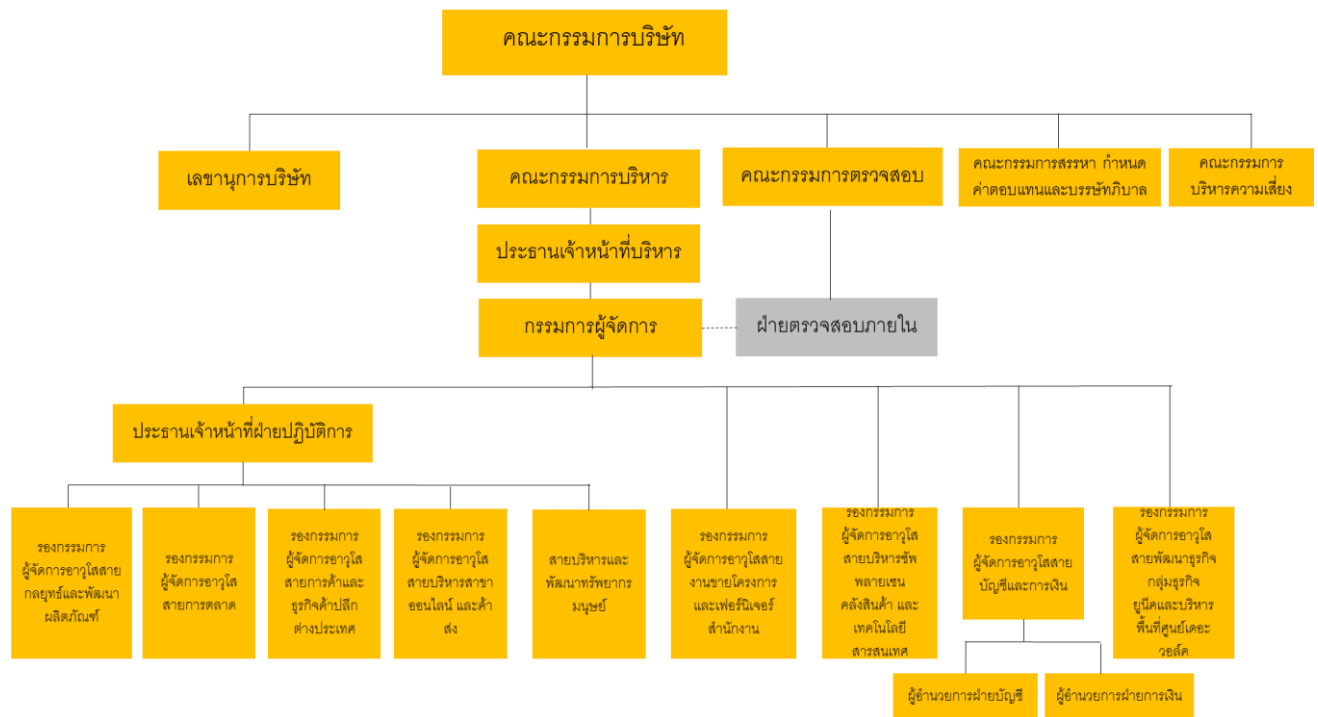 คณะกรรมการบริษัท
เลขานุการบริษัท
คณะกรรมการบริหาร
คณะกรรมการตรวจสอบ
คณะกรรมการสรรหา กำหนด
ค่าตอบแทนและบรรษัทภิบาล
คณะกรรมการ
บริหารความเสี่ยง
ประธานเจ้าหน้าที่บริหาร
กรรมการผู้จัดการ
ฝ่ายตรวจสอบภายใน
ประธานเจ้าหน้าที่ฝ่ายปฏิบัติการ
รองกรรมการ
ผู้จัดการอาวุโสสาย
กลยุทธ์และพัฒนา
ผลิตภัณฑ์
รองกรรมการ
ผู้จัดการอาวุโส
สายการตลาด
รองกรรมการ
ผู้จัดการอาวุโส
สายการค้าและ
ธุรกิจค้าปลีก
ต่างประเทศ
รองกรรมการ
ผู้จัดการอาวุโส
สายบริหารสาขา
ออนไลน์ และค้า
ส่ง
สายบริหารและ
พัฒนาทรัพยากร
มนุษย์
รองกรรมการ
ผู้จัดการอาวุโสสาย
งานขายโครงการ
และเฟอร์นิเจอร์
สำนักงาน
รองกรรมการ
ผู้จัดการอาวุโส
สายบริหารซัพ
พลายเชน
คลังสินค้า และ
เทคโนโลยี
สารสนเทศ
รองกรรมการ
ผู้จัดการอาวุโสสาย
บัญชีและการเงิน
รองกรรมการ
ผู้จัดการอาวุโส
สายพัฒนาธุรกิจ
กลุ่มธุรกิจ
ยูนีคและบริหาร
พื้นที่ศูนย์เดอะ
วอล์ค
ผู้อำนวยการฝ่ายบัญชี
ผู้อำนวยการฝ่ายการเงิน